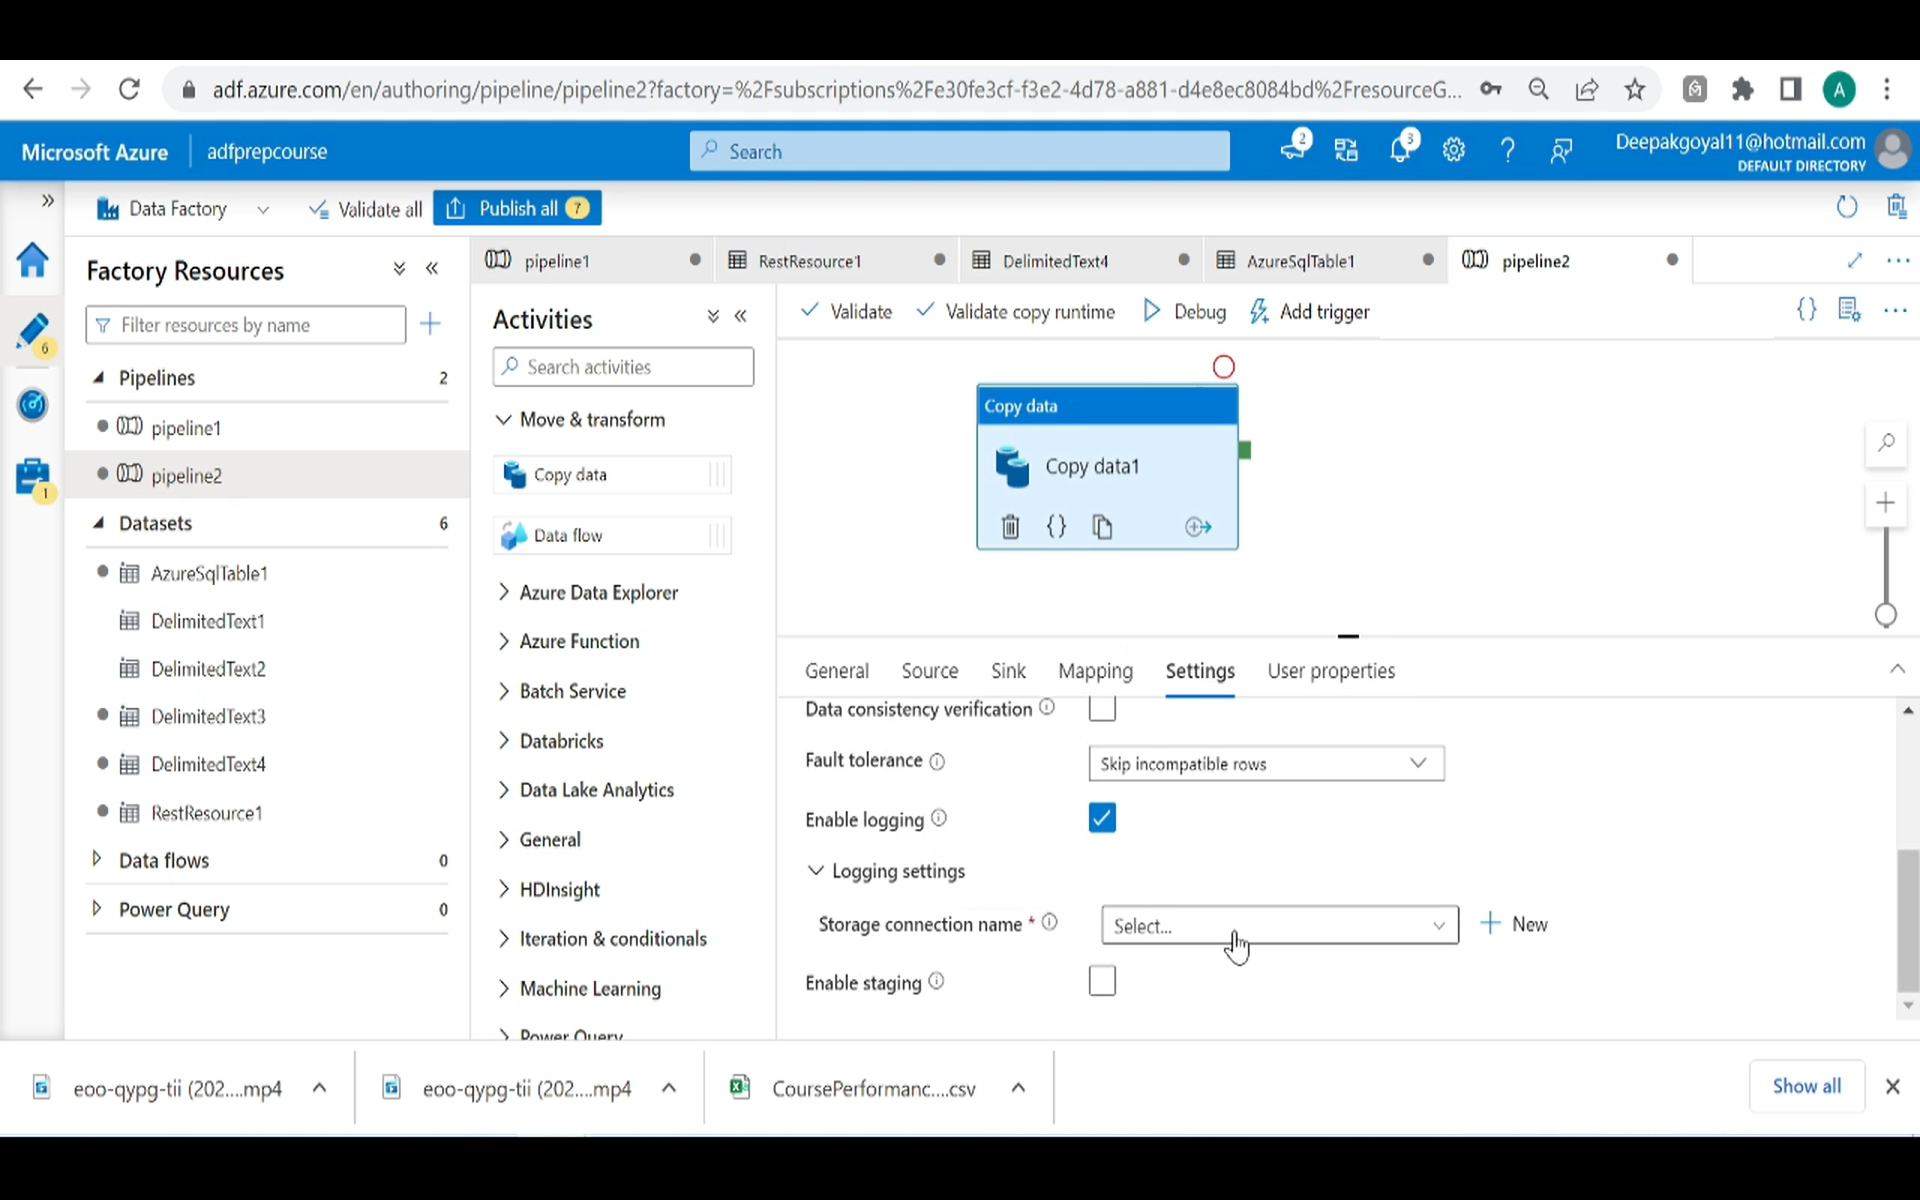 adf.azure.com/en/authoring/pipeline/pipeline2?factory=%2Fsubscriptions%2Fe30fe3cf-f3e2-4d78-a881-d4e8ec8084bd%2FresourceG...
A
Microsoft Azure
adfprepcourse
Search
2
3
Deepakgoyal11@hotmail.com
DEFAULT DIRECTORY
Data Factory
Validate all
Publish all 7
pipeline1
RestResource1
DelimitedText4
AzureSqlTable1
pipeline2
Factory Resources
Filter resources by name
6
1
Pipelines 2
pipeline1
pipeline2
Datasets 6
AzureSqlTable1
DelimitedText1
DelimitedText2
DelimitedText3
DelimitedText4
RestResource1
Data flows 0
Power Query 0
Activities
Search activities
Move & transform
Copy data
Data flow
Azure Data Explorer
Azure Function
Batch Service
Databricks
Data Lake Analytics
General
HDInsight
Iteration & conditionals
Machine Learning
Power Query
Validate
Validate copy runtime
Debug
Add trigger
Copy data
Copy data1
General
Source
Sink
Mapping
Settings
User properties
Data consistency verification
Fault tolerance
Skip incompatible rows
Enable logging
Logging settings
Storage connection name *
Select...
New
Enable staging
eoo-qypg-tii (202....mp4
eoo-qypg-tii (202....mp4
CoursePerformanc....csv
Show all